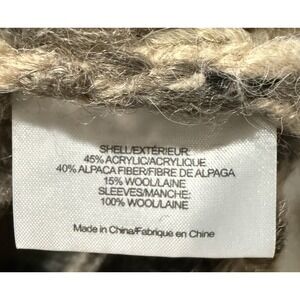 SHELL/EXTÉRIEUR:
45% ACRYLIC/ACRYLIQUE
40% ALPACA FIBER/FIBRE DE ALPAGA
15% WOOL/LAINE
SLEEVES/MANCHE:
100% WOOL/LAINE
Made in China/Fabrique en Chine